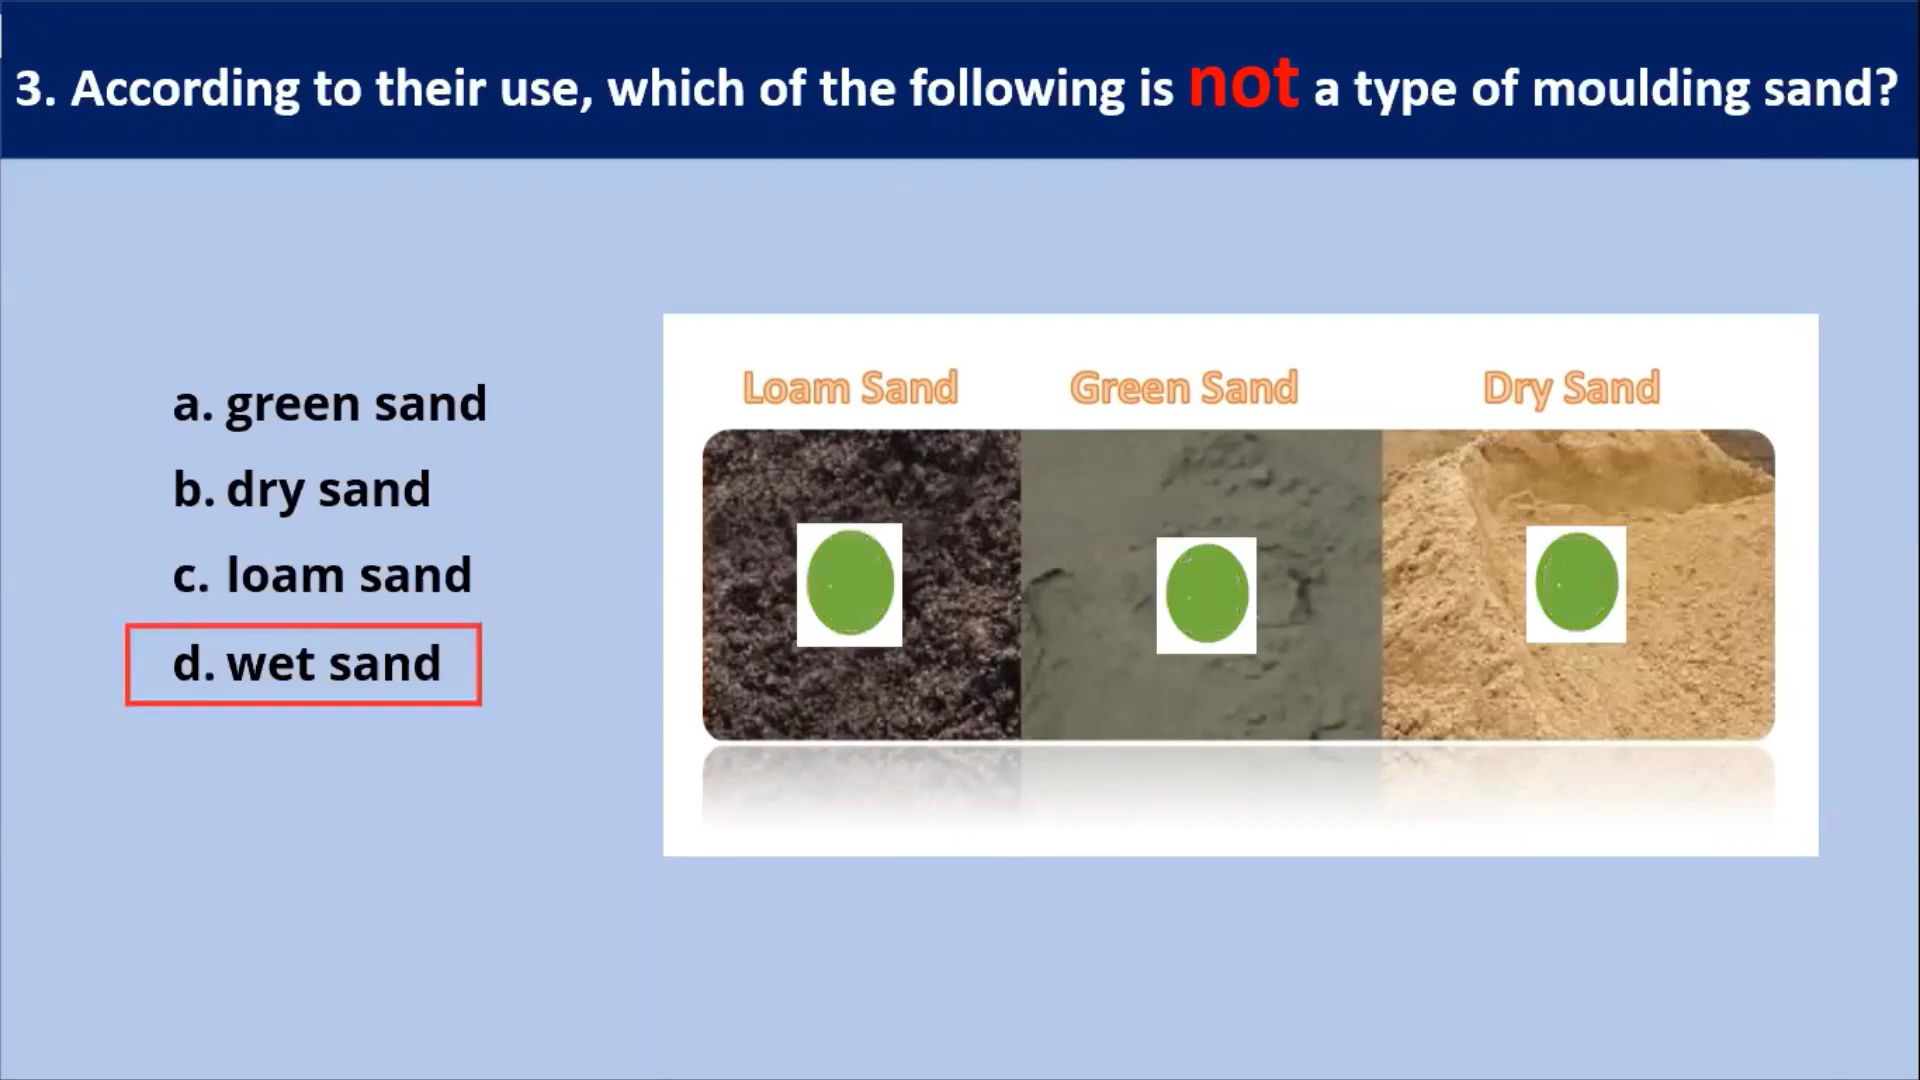 3. According to their use, which of the following is not a type of moulding sand?
a. green sand
b. dry sand
c. loam sand
d. wet sand
Loam Sand
Green Sand
Dry Sand